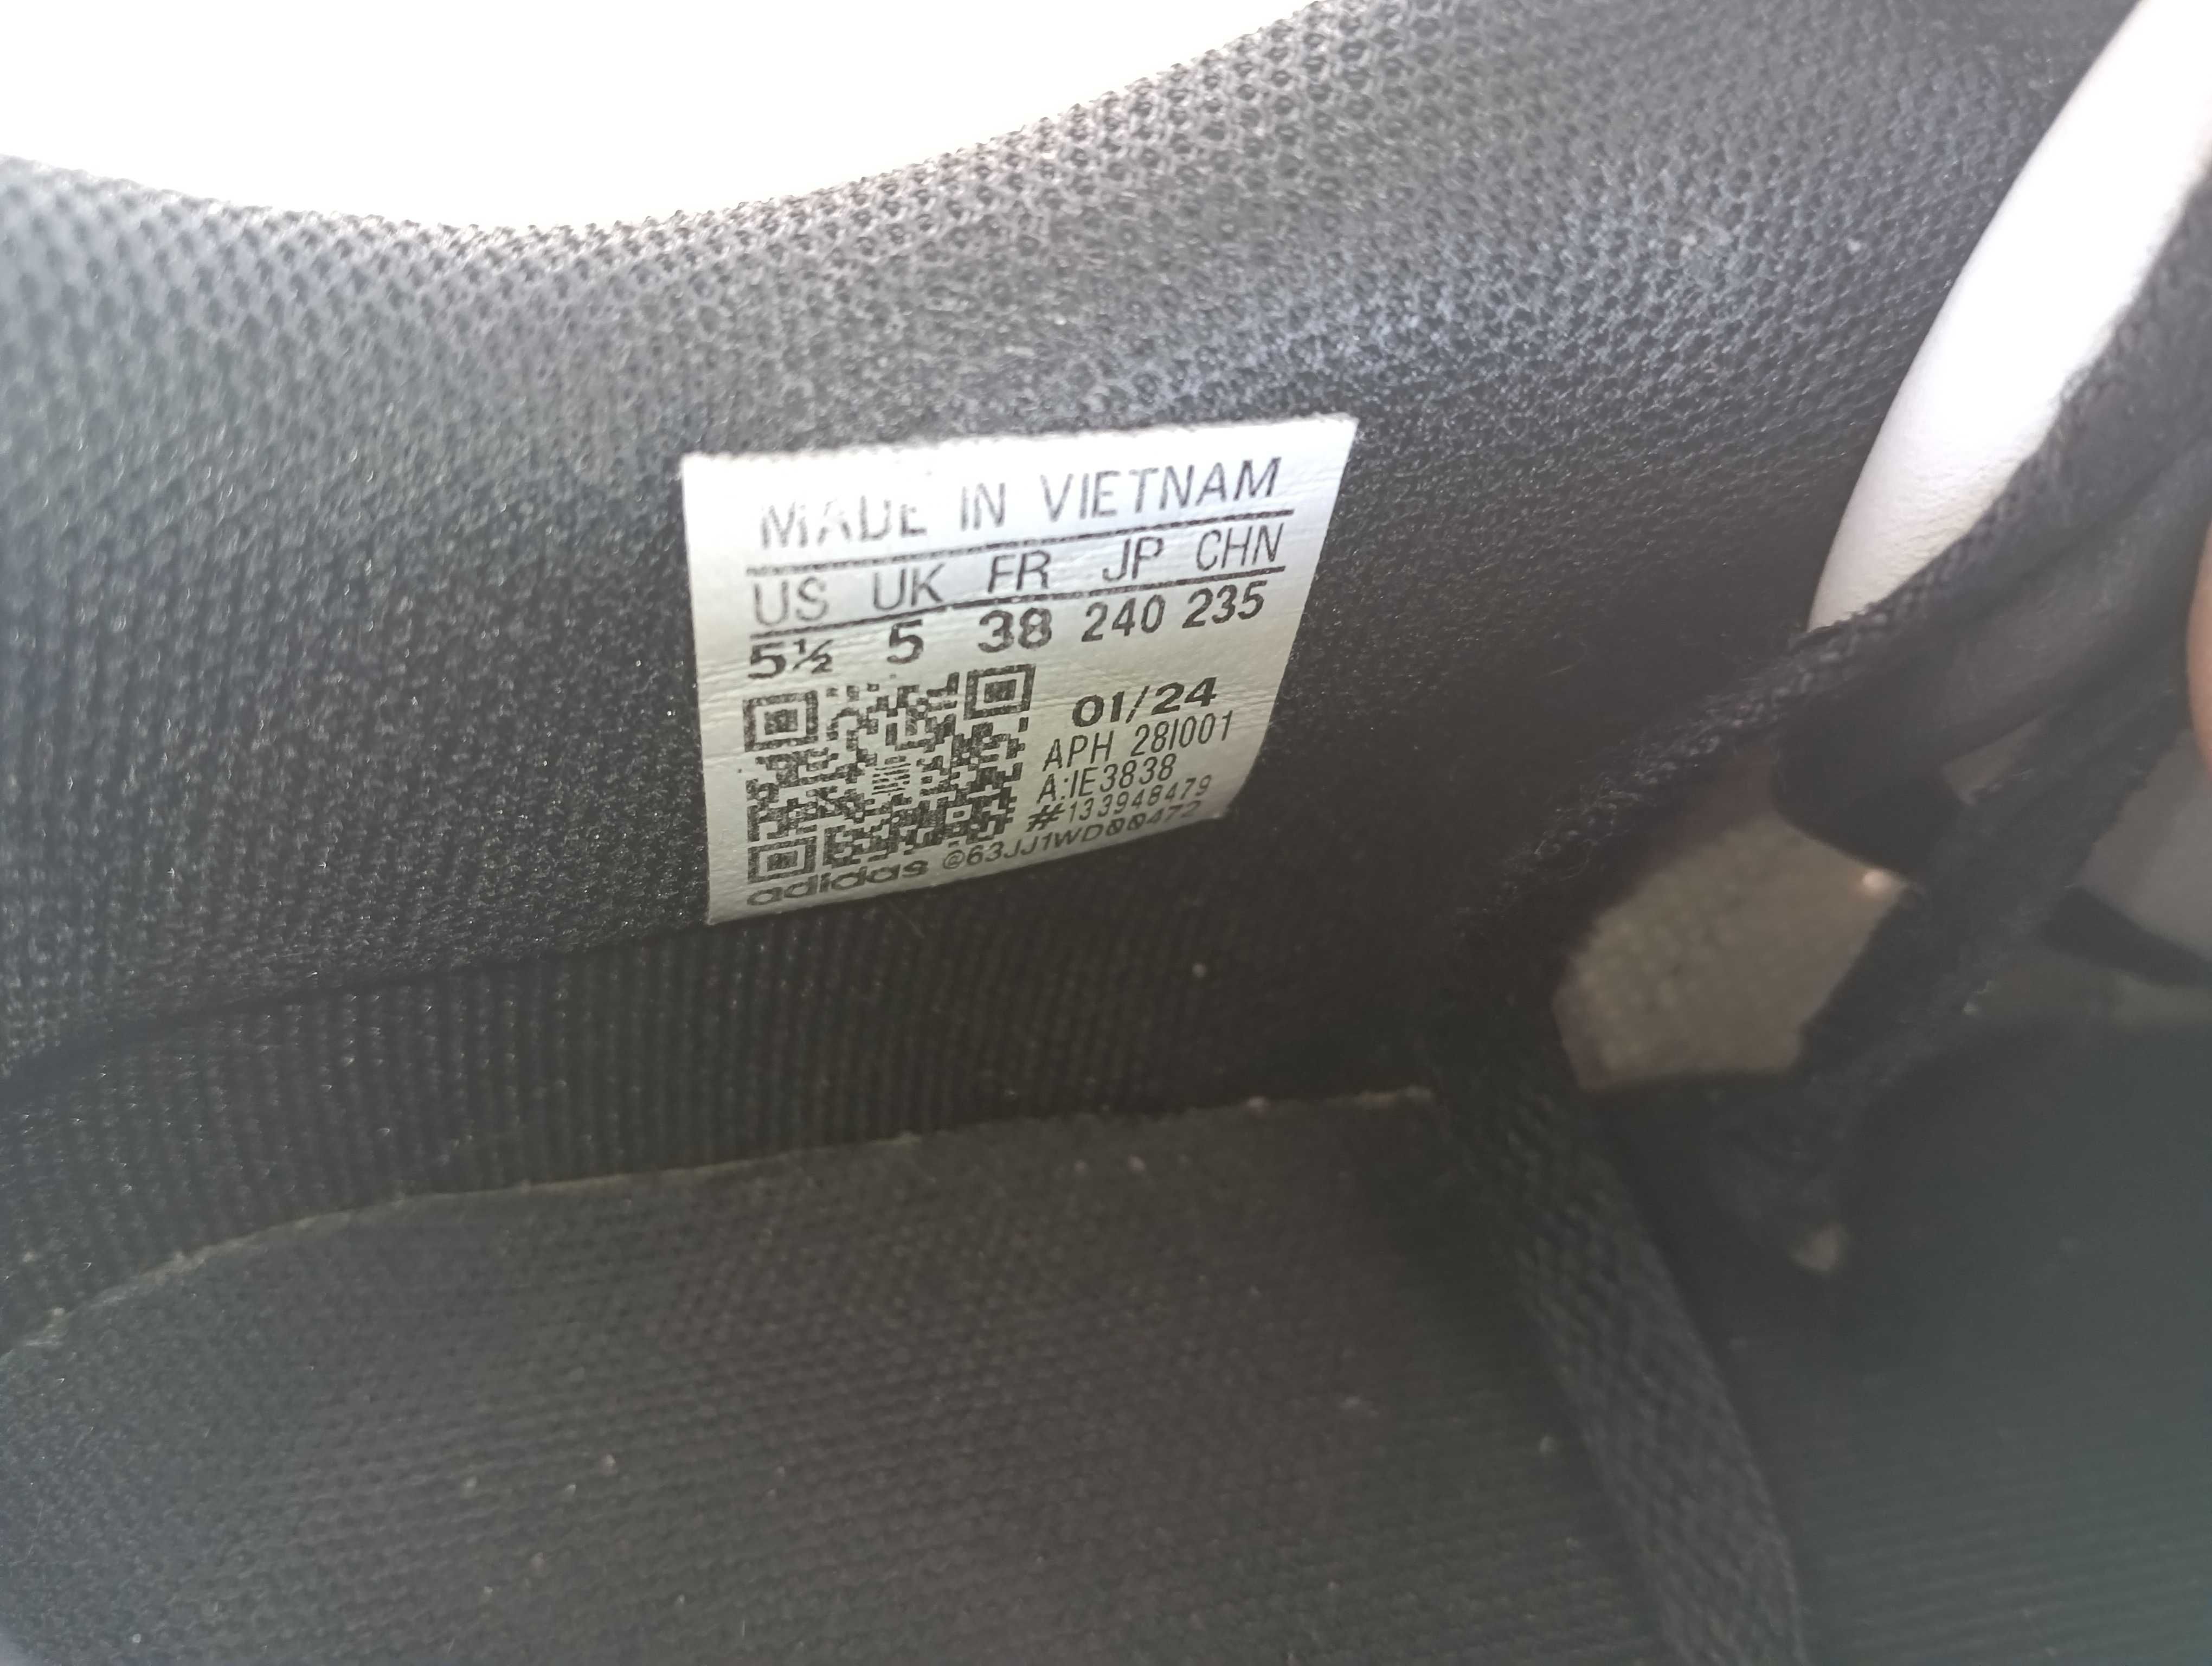 MADE IN VIETNAM
US UK FR JP CHN
5½ 5 38 240 235
01/24
APH 28I001
A:IE3838
#133948479
adidas @63JJ1WD00472